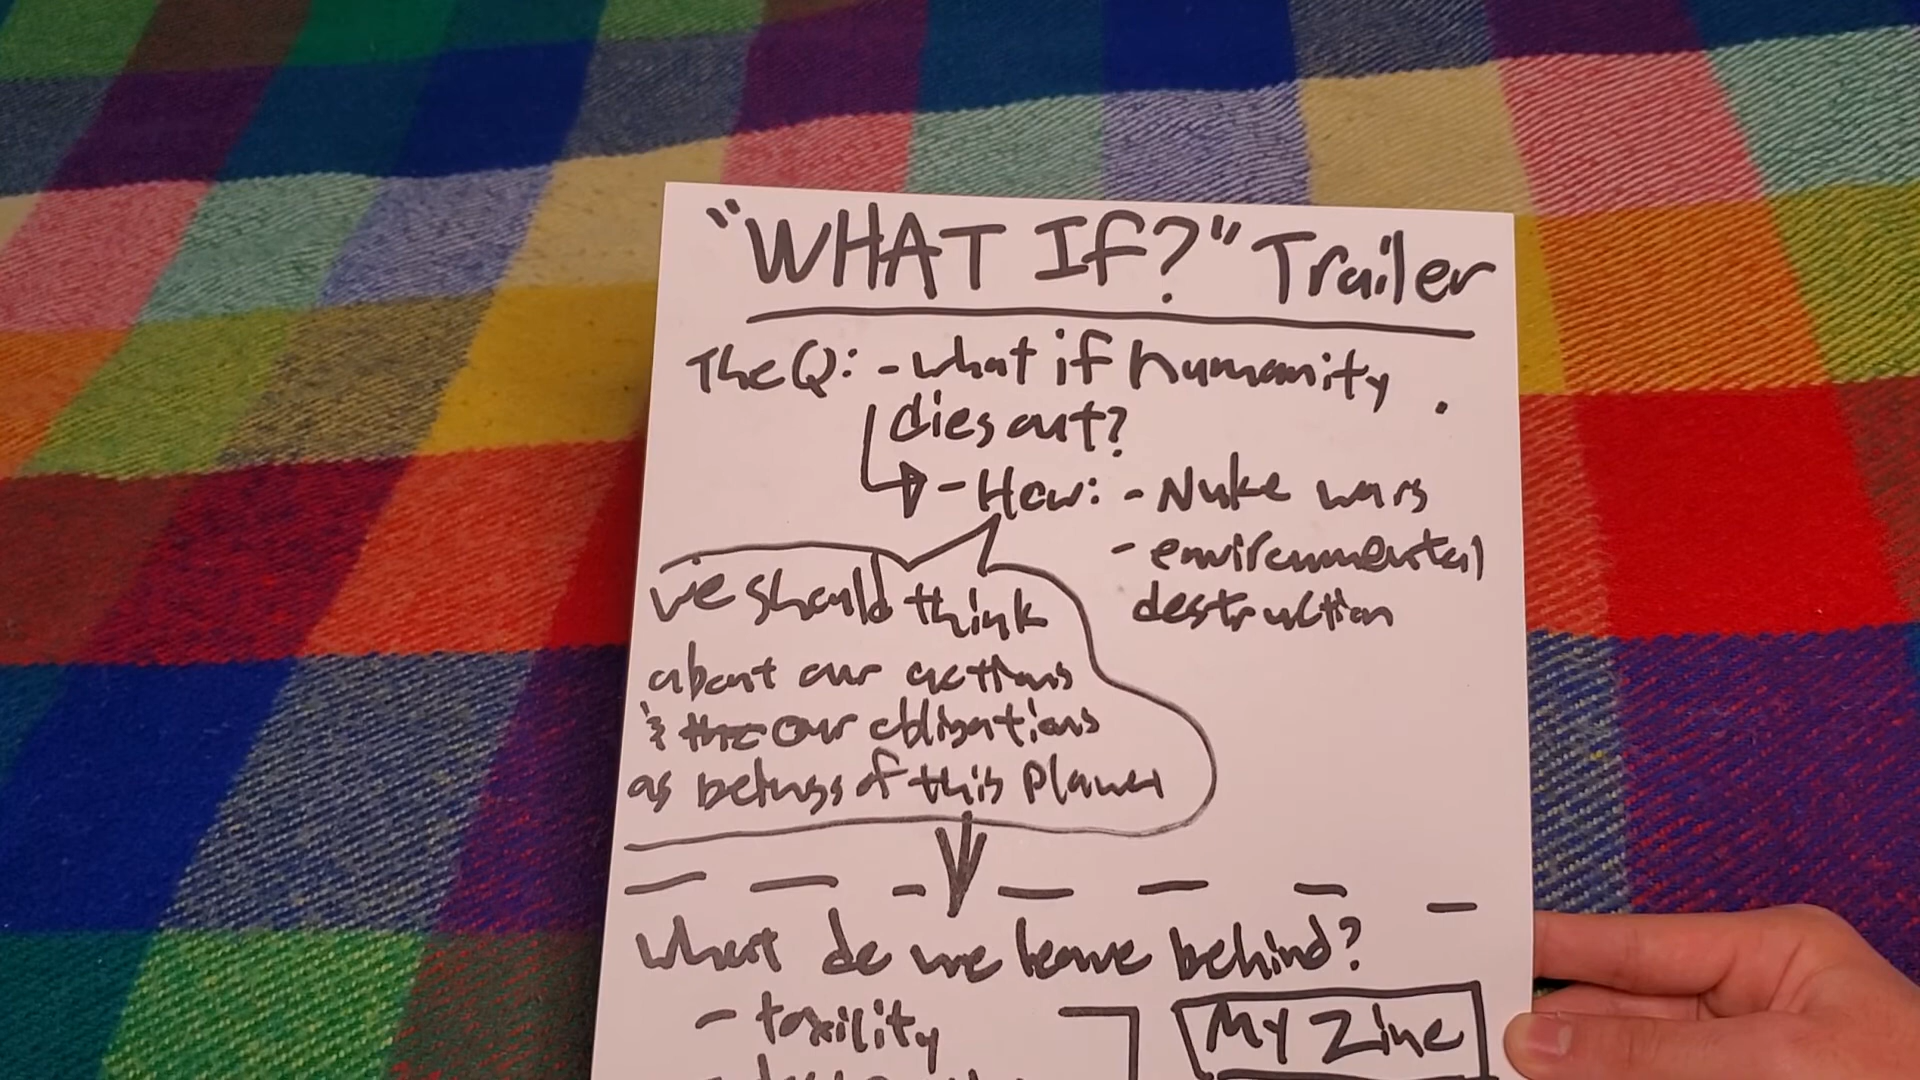 "WHAT IF?" Trailer
The Q: - what if humanity
dies out?
- How: - Nuke wars
- environmental
destruction
we should think
about our actions
& the our obligations
as beings of this planet
what do we leave behind?
- toxicity
My Zine